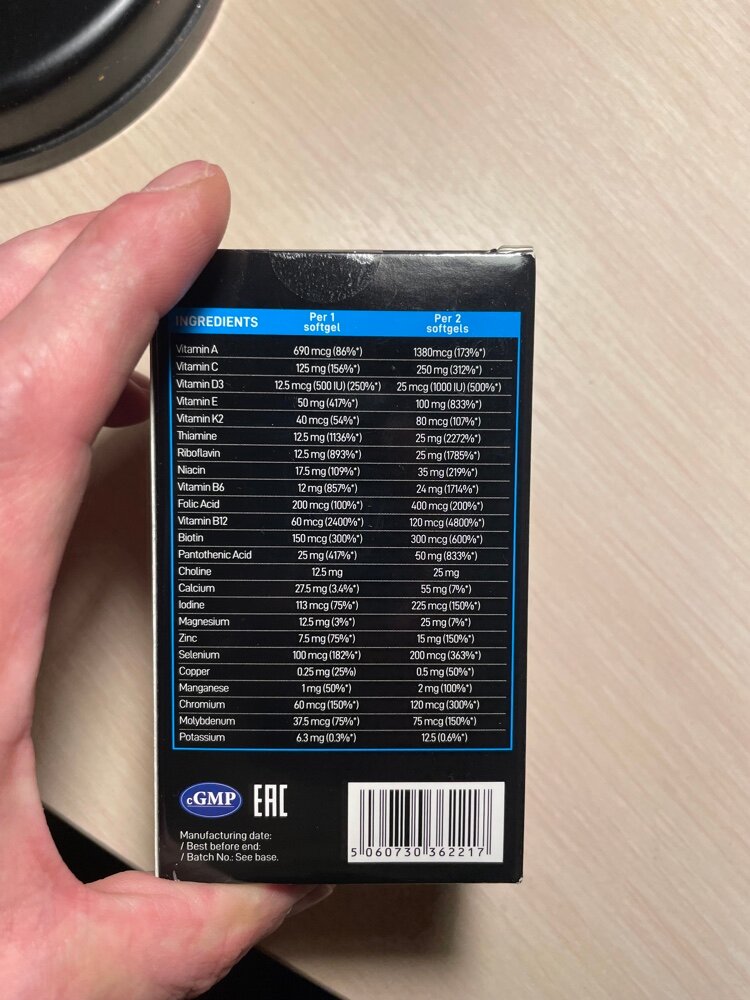 INGREDIENTS Per 1 softgel Per 2 softgels
Vitamin A 690 mcg (86%*) 1380mcg (173%*)
Vitamin C 125 mg (156%*) 250 mg (312%*)
Vitamin D3 12.5 mcg (500 IU) (250%*) 25 mcg (1000 IU) (500%*)
Vitamin E 50 mg (417%*) 100 mg (833%*)
Vitamin K2 40 mcg (54%*) 80 mcg (107%*)
Thiamine 12.5 mg (1136%*) 25 mg (2272%*)
Riboflavin 12.5 mg (893%*) 25 mg (1785%*)
Niacin 17.5 mg (109%*) 35 mg (219%*)
Vitamin B6 12 mg (857%*) 24 mg (1714%*)
Folic Acid 200 mcg (100%*) 400 mcg (200%*)
Vitamin B12 60 mcg (2400%*) 120 mcg (4800%*)
Biotin 150 mcg (300%*) 300 mcg (600%*)
Pantothenic Acid 25 mg (417%*) 50 mg (833%*)
Choline 12.5 mg 25 mg
Calcium 27.5 mg (3.4%*) 55 mg (7%*)
Iodine 113 mcg (75%*) 225 mcg (150%*)
Magnesium 12.5 mg (3%*) 25 mg (7%*)
Zinc 7.5 mg (75%*) 15 mg (150%*)
Selenium 100 mcg (182%*) 200 mcg (363%*)
Copper 0.25 mg (25%) 0.5 mg (50%*)
Manganese 1 mg (50%*) 2 mg (100%*)
Chromium 60 mcg (150%*) 120 mcg (300%*)
Molybdenum 37.5 mcg (75%*) 75 mcg (150%*)
Potassium 6.3 mg (0.3%*) 12.5 (0.6%*)
cGMP EAC
Manufacturing date:
/ Best before end:
/ Batch No.: See base.
5 060730 362217